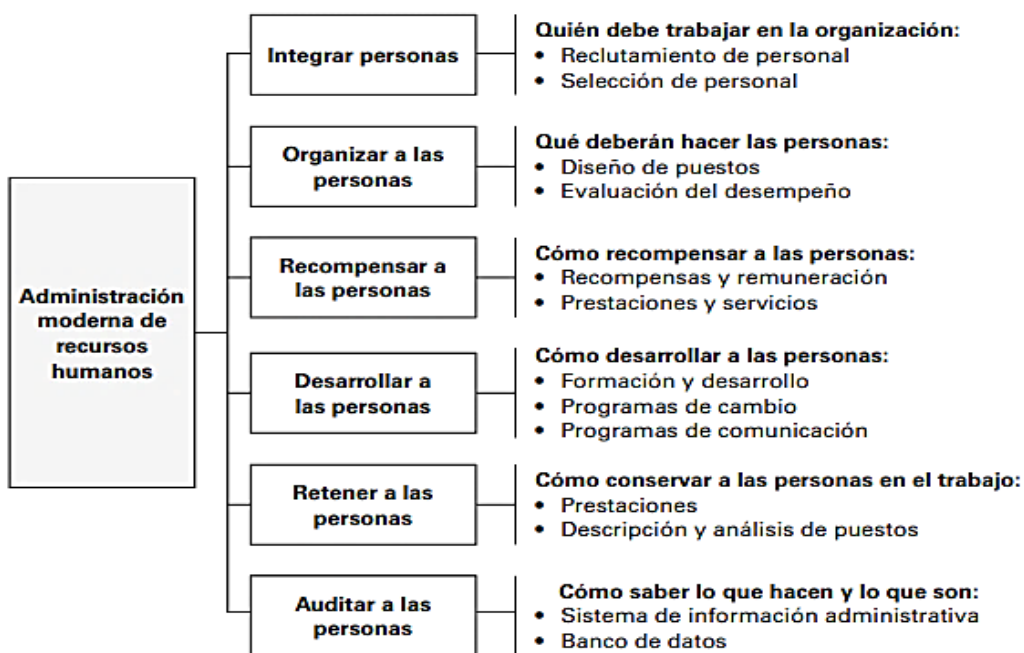 Administración
moderna de
recursos
humanos
Integrar personas
Quién debe trabajar en la organización:
• Reclutamiento de personal
• Selección de personal
Organizar a las
personas
Qué deberán hacer las personas:
• Diseño de puestos
• Evaluación del desempeño
Recompensar a
las personas
Cómo recompensar a las personas:
• Recompensas y remuneración
• Prestaciones y servicios
Desarrollar a
las personas
Cómo desarrollar a las personas:
• Formación y desarrollo
• Programas de cambio
• Programas de comunicación
Retener a las
personas
Cómo conservar a las personas en el trabajo:
• Prestaciones
• Descripción y análisis de puestos
Auditar a las
personas
Cómo saber lo que hacen y lo que son:
• Sistema de información administrativa
• Banco de datos